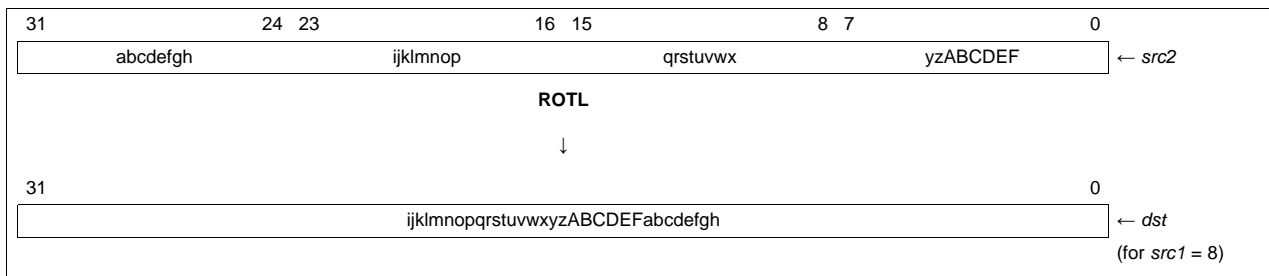 31 24 23 16 15 8 7 0
abcdefgh ijklmnop qrstuvwx yzABCDEF ← src2
ROTL
↓
31 0
ijklmnopqrstuvwxyzABCDEFabcdefgh ← dst
(for src1 = 8)